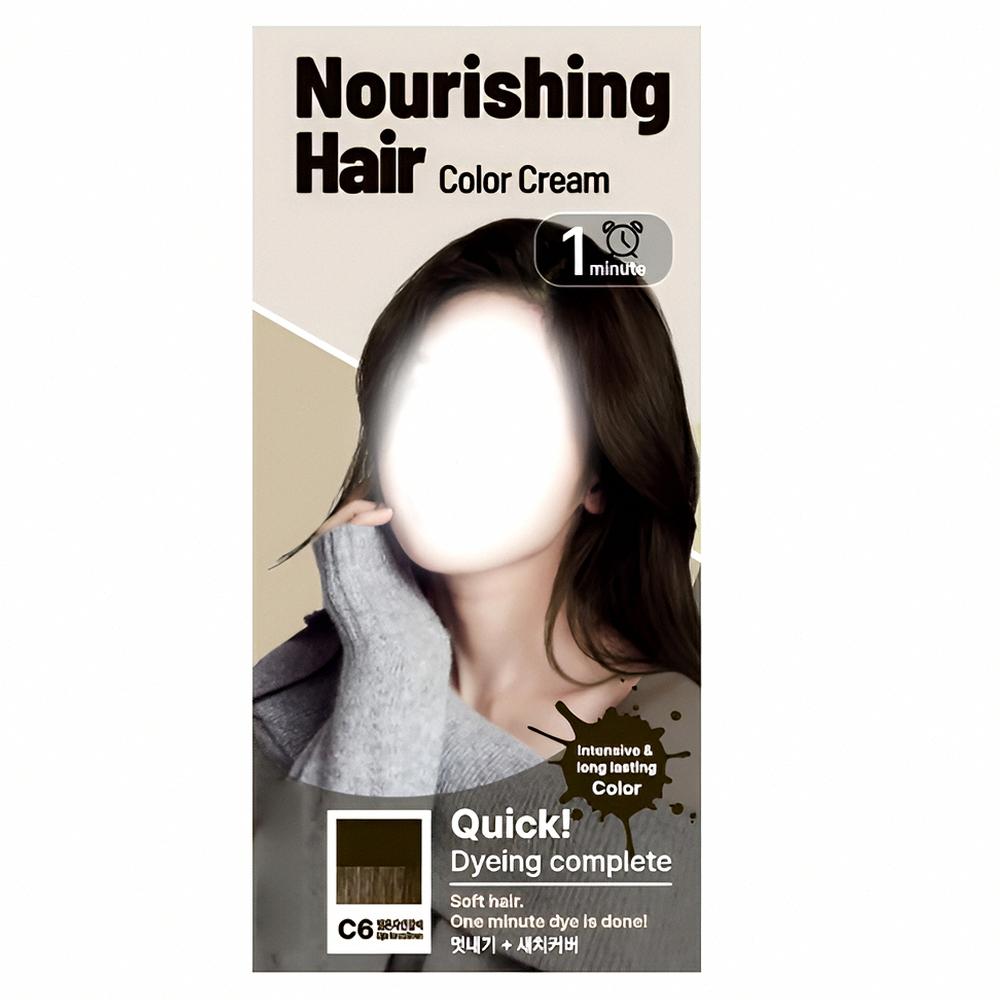 Nourishing
Hair Color Cream
1 minute
Intensive &
long lasting
Color
Quick!
Dyeing complete
Soft hair.
One minute dye is done!
멋내기 + 새치커버
C6